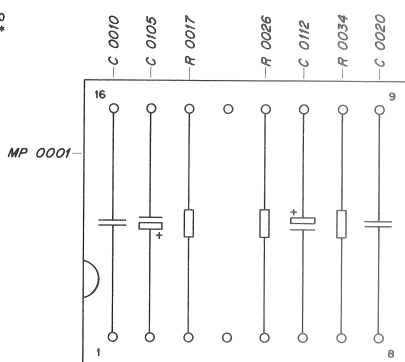 C 0010
C 0105
R 0017
R 0026
C 0112
R 0034
C 0020
16
9
MP 0001
+
+
1
8